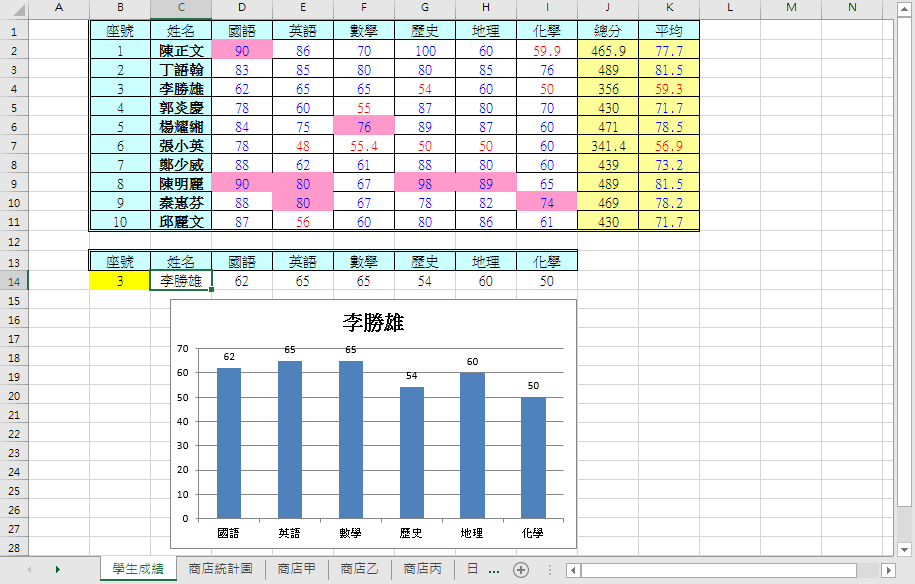 A B C D E F G H I J K L M N
1 座號 姓名 國語 英語 數學 歷史 地理 化學 總分 平均
2 1 陳正文 90 86 70 100 60 59.9 465.9 77.7
3 2 丁語翰 83 85 80 80 85 76 489 81.5
4 3 李勝雄 62 65 65 54 60 50 356 59.3
5 4 郭炎慶 78 60 55 87 80 70 430 71.7
6 5 楊耀緗 84 75 76 89 87 60 471 78.5
7 6 張小英 78 48 55.4 50 50 60 341.4 56.9
8 7 鄭少威 88 62 61 88 80 60 439 73.2
9 8 陳明麗 90 80 67 98 89 65 489 81.5
10 9 秦惠芬 88 80 67 78 82 74 469 78.2
11 10 邱麗文 87 56 60 80 86 61 430 71.7
12
13 座號 姓名 國語 英語 數學 歷史 地理 化學
14 3 李勝雄 62 65 65 54 60 50
15
16 李勝雄
17
18 70 62 65 65 54 60 50
19 60
20 50
21
22 40
23 30
24
25 20
26 10
27 0
28 國語 英語 數學 歷史 地理 化學
學生成績 商店統計圖 商店甲 商店乙 商店丙 日 ...